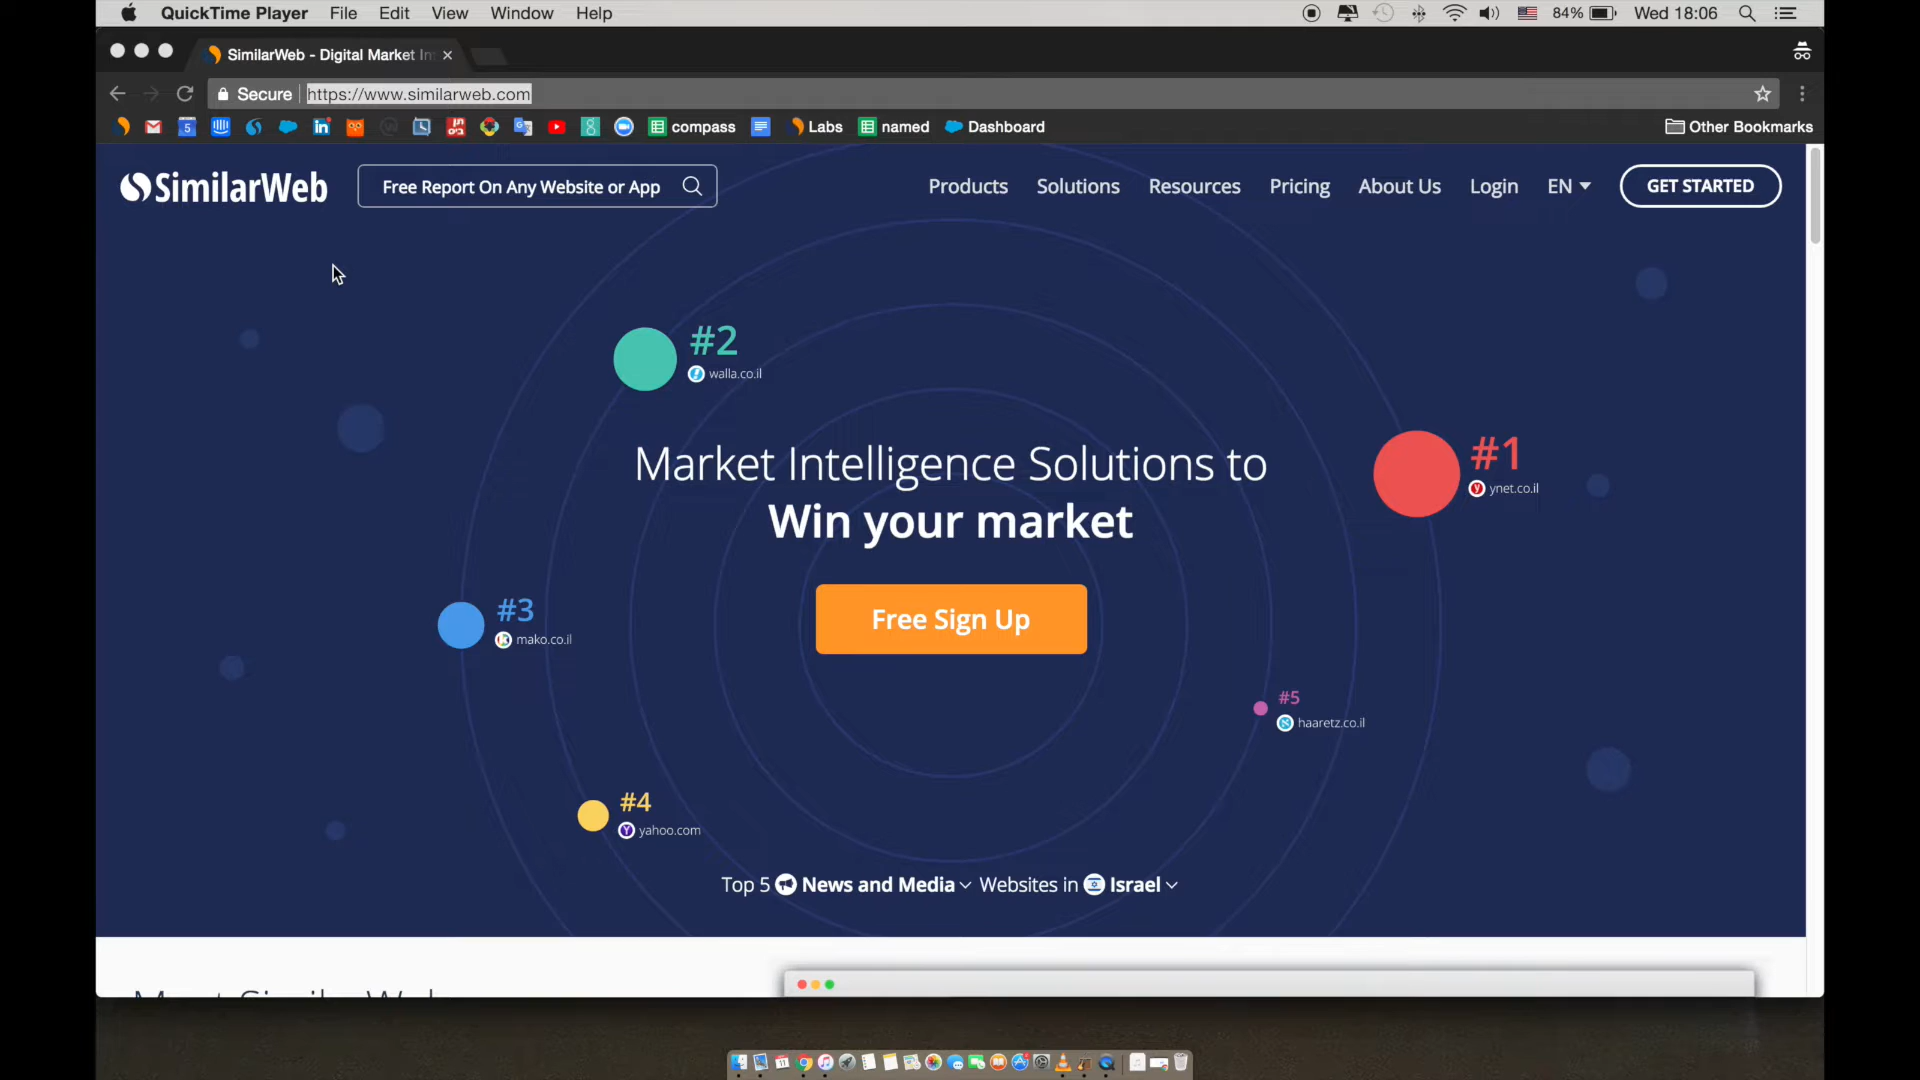 QuickTime Player File Edit View Window Help 84% Wed 18:06
SimilarWeb - Digital Market In
Secure https://www.similarweb.com
5 compass Labs named Dashboard Other Bookmarks
SimilarWeb Free Report On Any Website or App Products Solutions Resources Pricing About Us Login EN GET STARTED
#2
walla.co.il
#1
ynet.co.il
Market Intelligence Solutions to
Win your market
#3
mako.co.il
Free Sign Up
#5
haaretz.co.il
#4
yahoo.com
Top 5 News and Media Websites in Israel